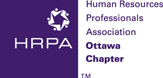 HRPA
Human Resources
Professionals
Association
Ottawa
Chapter
TM